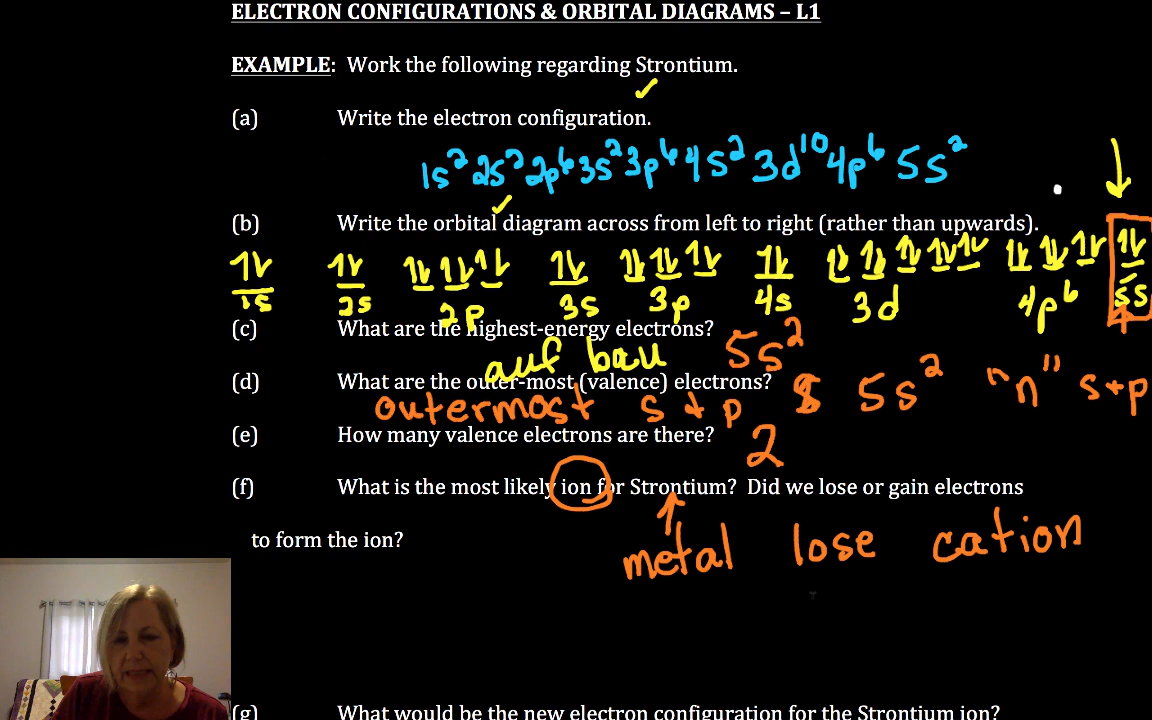 ELECTRON CONFIGURATIONS & ORBITAL DIAGRAMS – L1
EXAMPLE: Work the following regarding Strontium.
(a) Write the electron configuration.
1s² 2s² 2p⁶ 3s² 3p⁶ 4s² 3d¹⁰ 4p⁶ 5s²
(b) Write the orbital diagram across from left to right (rather than upwards).
1s 2s 2p 3s 3p 4s 3d 4p⁶ 5s
(c) What are the highest-energy electrons? 5s²
aufbau
(d) What are the outer-most (valence) electrons? 5s² "n" s+p
outermost s + p
(e) How many valence electrons are there? 2
(f) What is the most likely ion for Strontium? Did we lose or gain electrons
to form the ion?
metal lose cation
(g) What would be the new electron configuration for the Strontium ion?